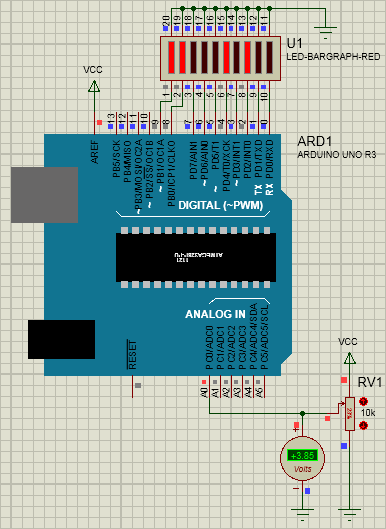 20 19 18 17 16 15 14 13 12 11
U1
LED-BARGRAPH-RED
1 2 3 4 5 6 7 8 9 10
VCC
13 12 11 10 9 8 7 6 5 4 3 2 1 0
ARD1
ARDUINO UNO R3
AREF
PB5/SCK
PB4/MISO
~ PB3/MOSI/OC2A
~ PB2/SS/OC1B
~ PB1/OC1A
PB0/ICP1/CLKO
PD7/AIN1
~ PD6/AIN0
~ PD5/T1
PD4/T0/XCK
~ PD3/INT1
PD2/INT0
TX PD1/TXD
RX PD0/RXD
DIGITAL (~PWM)
1121
ANALOG IN
RESET
PC0/ADC0
PC1/ADC1
PC2/ADC2
PC3/ADC3
PC4/ADC4/SDA
PC5/ADC5/SCL
A0 A1 A2 A3 A4 A5
VCC
RV1
10k
+3.85
Volts